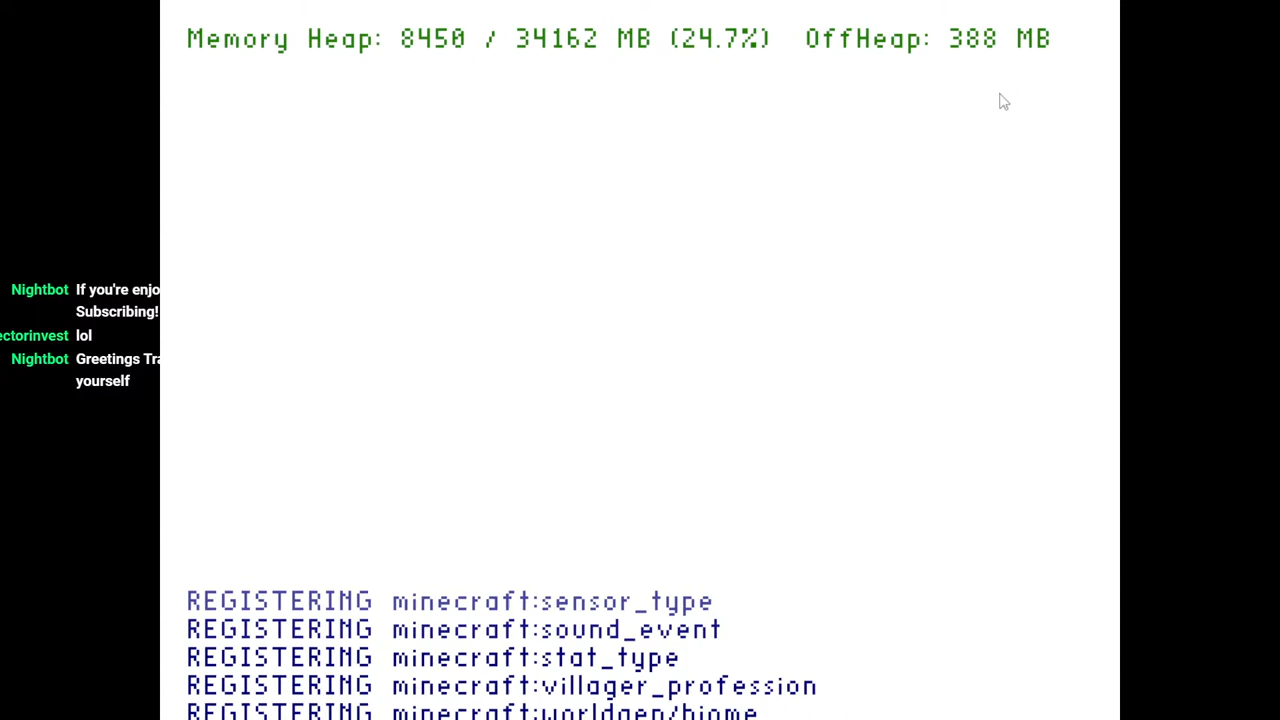 Memory Heap: 8450 / 34162 MB (24.7%) OffHeap: 388 MB
Nightbot If you're enjo
Subscribing!
ectorinvest lol
Nightbot Greetings Tra
yourself
REGISTERING minecraft:sensor_type
REGISTERING minecraft:sound_event
REGISTERING minecraft:stat_type
REGISTERING minecraft:villager_profession
REGISTERING minecraft:worldgen/biome